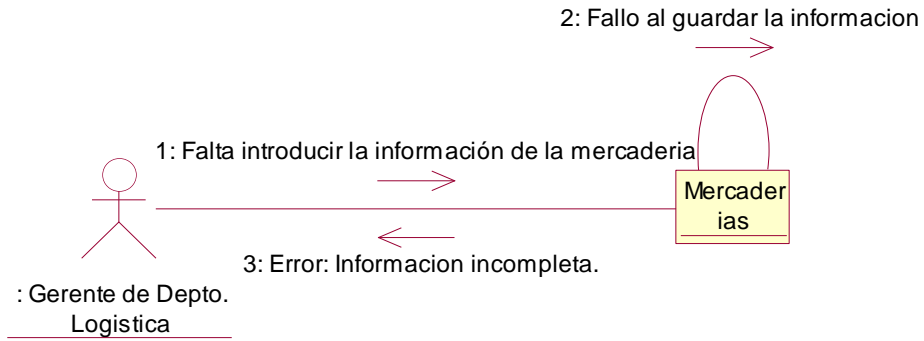 2: Fallo al guardar la informacion
1: Falta introducir la información de la mercaderia
Mercader
ias
3: Error: Informacion incompleta.
: Gerente de Depto.
Logistica